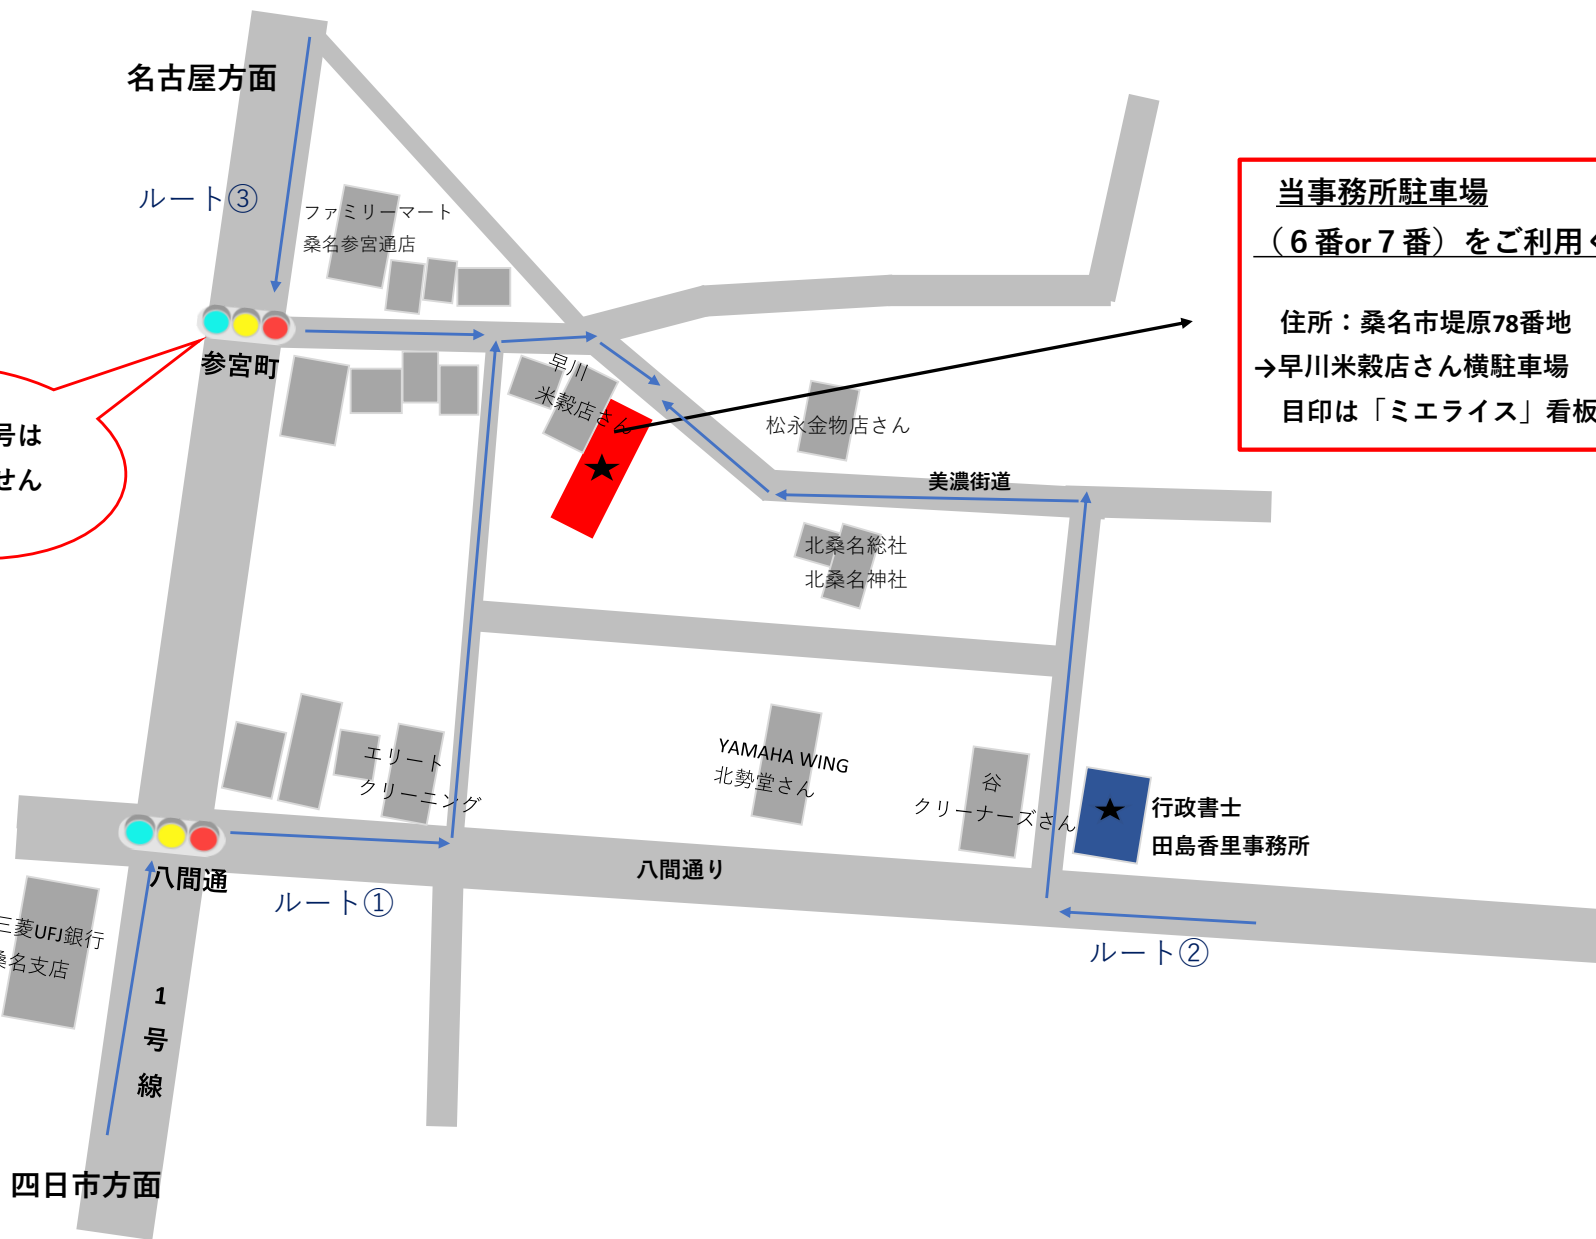 名古屋方面
ルート③
ファミリーマート
桑名参宮通店
当事務所駐車場
（６番or７番）をご利用
住所：桑名市堤原78番地
→早川米穀店さん横駐車場
目印は「ミエライス」看板
参宮町
号は
せん
早川
米穀店さん
松永金物店さん
美濃街道
北桑名総社
北桑名神社
エリート
クリーニング
YAMAHA WING
北勢堂さん
谷
クリーナーズさん
行政書士
田島香里事務所
八間通
八間通り
ルート①
ルート②
三菱UFJ銀行
桑名支店
1
号
線
四日市方面